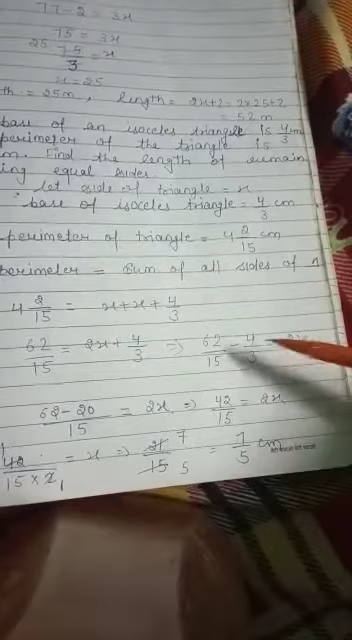 77-2 = 3x
75 = 3x
25 75/3 = x
x = 25
th = 25m, length = 2x+2 = 2×25+2
= 52m
base of an isoceles triangle is 4/3 cm
perimeter of the triangle is
m. Find the length of remain
ing equal sides.
Let side of triangle = x
base of isoceles triangle = 4/3 cm
perimeter of triangle = 4 2/15 cm
perimeter = Sum of all sides of
4 2/15 = x+x+4/3
62/15 = 2x+4/3 ⇒ 62/15 - 4/3
62-20/15 = 2x ⇒ 42/15 = 2x
42/15×2 = x ⇒ 21/15 7 5 = 7/5 cm